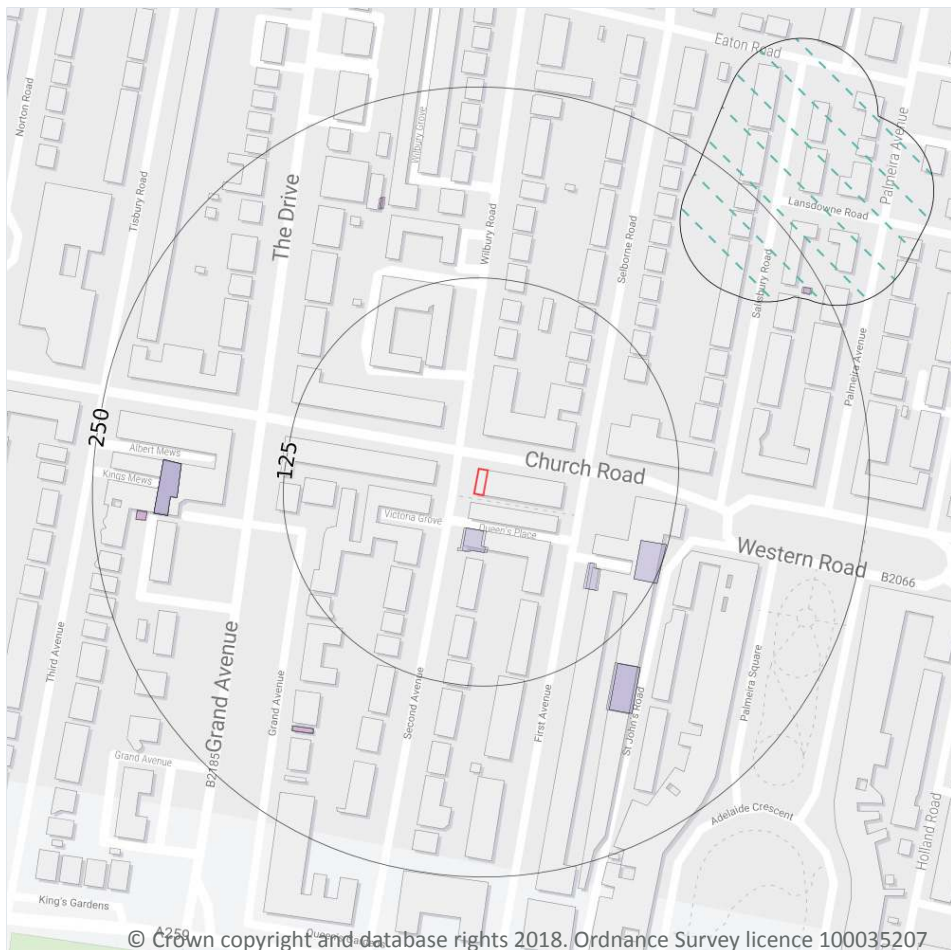 Eaton Road
Norton Road
Wilbury Grove
Palmeira Avenue
Tisbury Road
The Drive
Lansdowne Road
Wilbury Road
Selborne Road
Salisbury Road
Palmeira Avenue
250
125
Albert Mews
Kings Mews
Church Road
Victoria Grove
Queen's Place
Western Road
B2066
Third Avenue
Grand Avenue
Grand Avenue
Second Avenue
First Avenue
St John's Road
Palmeira Square
B2185
Grand Avenue
Adelaide Crescent
Holland Road
King's Gardens
A259
Queen's Gardens
© Crown copyright and database rights 2018. Ordnance Survey licence 100035207